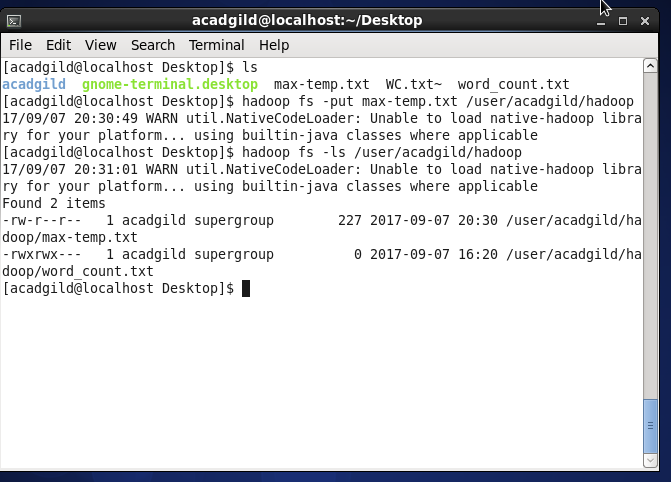 acadgild@localhost:~/Desktop
File Edit View Search Terminal Help
[acadgild@localhost Desktop]$ ls
acadgild  gnome-terminal.desktop  max-temp.txt  WC.txt~  word_count.txt
[acadgild@localhost Desktop]$ hadoop fs -put max-temp.txt /user/acadgild/hadoop
17/09/07 20:30:49 WARN util.NativeCodeLoader: Unable to load native-hadoop libra
ry for your platform... using builtin-java classes where applicable
[acadgild@localhost Desktop]$ hadoop fs -ls /user/acadgild/hadoop
17/09/07 20:31:01 WARN util.NativeCodeLoader: Unable to load native-hadoop libra
ry for your platform... using builtin-java classes where applicable
Found 2 items
-rw-r--r--   1 acadgild supergroup        227 2017-09-07 20:30 /user/acadgild/ha
doop/max-temp.txt
-rwxrwx---   1 acadgild supergroup          0 2017-09-07 16:20 /user/acadgild/ha
doop/word_count.txt
[acadgild@localhost Desktop]$